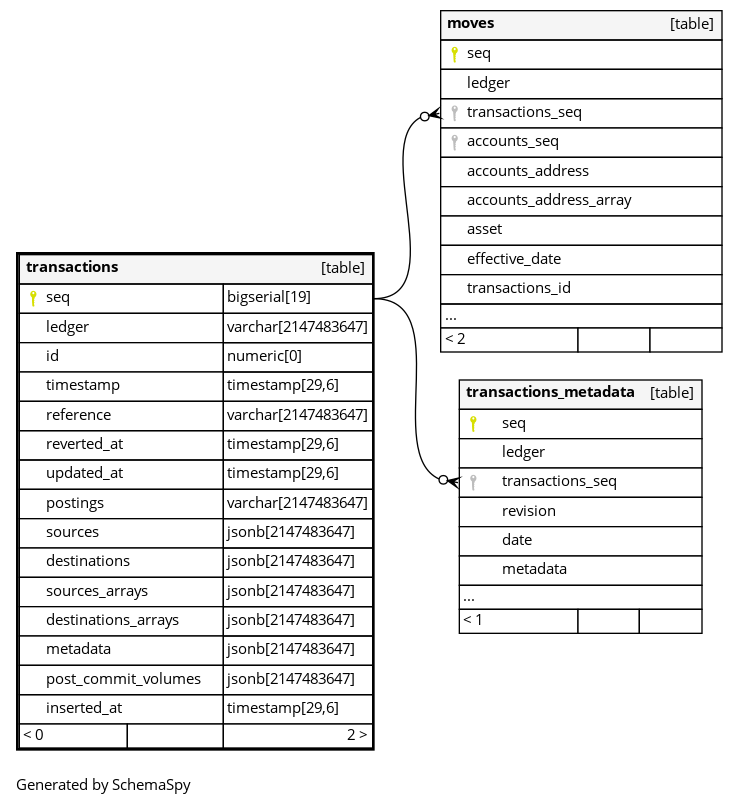 moves [table]
seq
ledger
transactions_seq
accounts_seq
accounts_address
accounts_address_array
asset
effective_date
transactions_id
...
< 2
transactions [table]
seq bigserial[19]
ledger varchar[2147483647]
id numeric[0]
timestamp timestamp[29,6]
reference varchar[2147483647]
reverted_at timestamp[29,6]
updated_at timestamp[29,6]
postings varchar[2147483647]
sources jsonb[2147483647]
destinations jsonb[2147483647]
sources_arrays jsonb[2147483647]
destinations_arrays jsonb[2147483647]
metadata jsonb[2147483647]
post_commit_volumes jsonb[2147483647]
inserted_at timestamp[29,6]
< 0 2 >
transactions_metadata [table]
seq
ledger
transactions_seq
revision
date
metadata
...
< 1
Generated by SchemaSpy